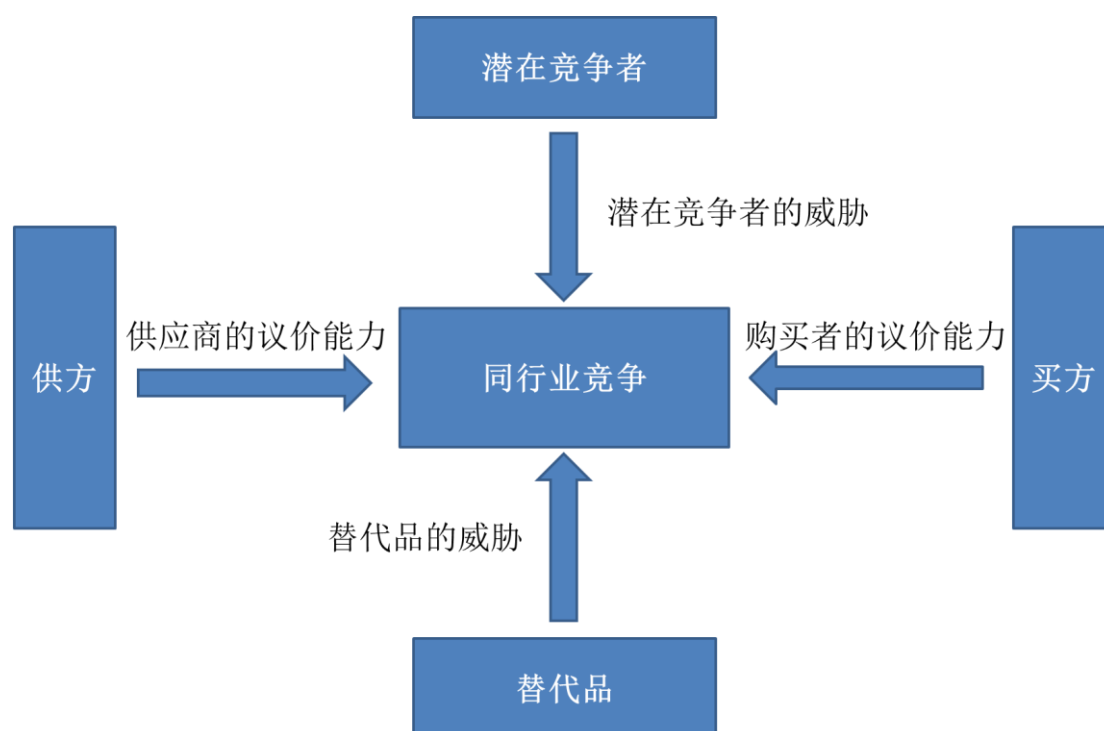 潜在竞争者
潜在竞争者的威胁
供应商的议价能力
购买者的议价能力
供方
同行业竞争
买方
替代品的威胁
替代品